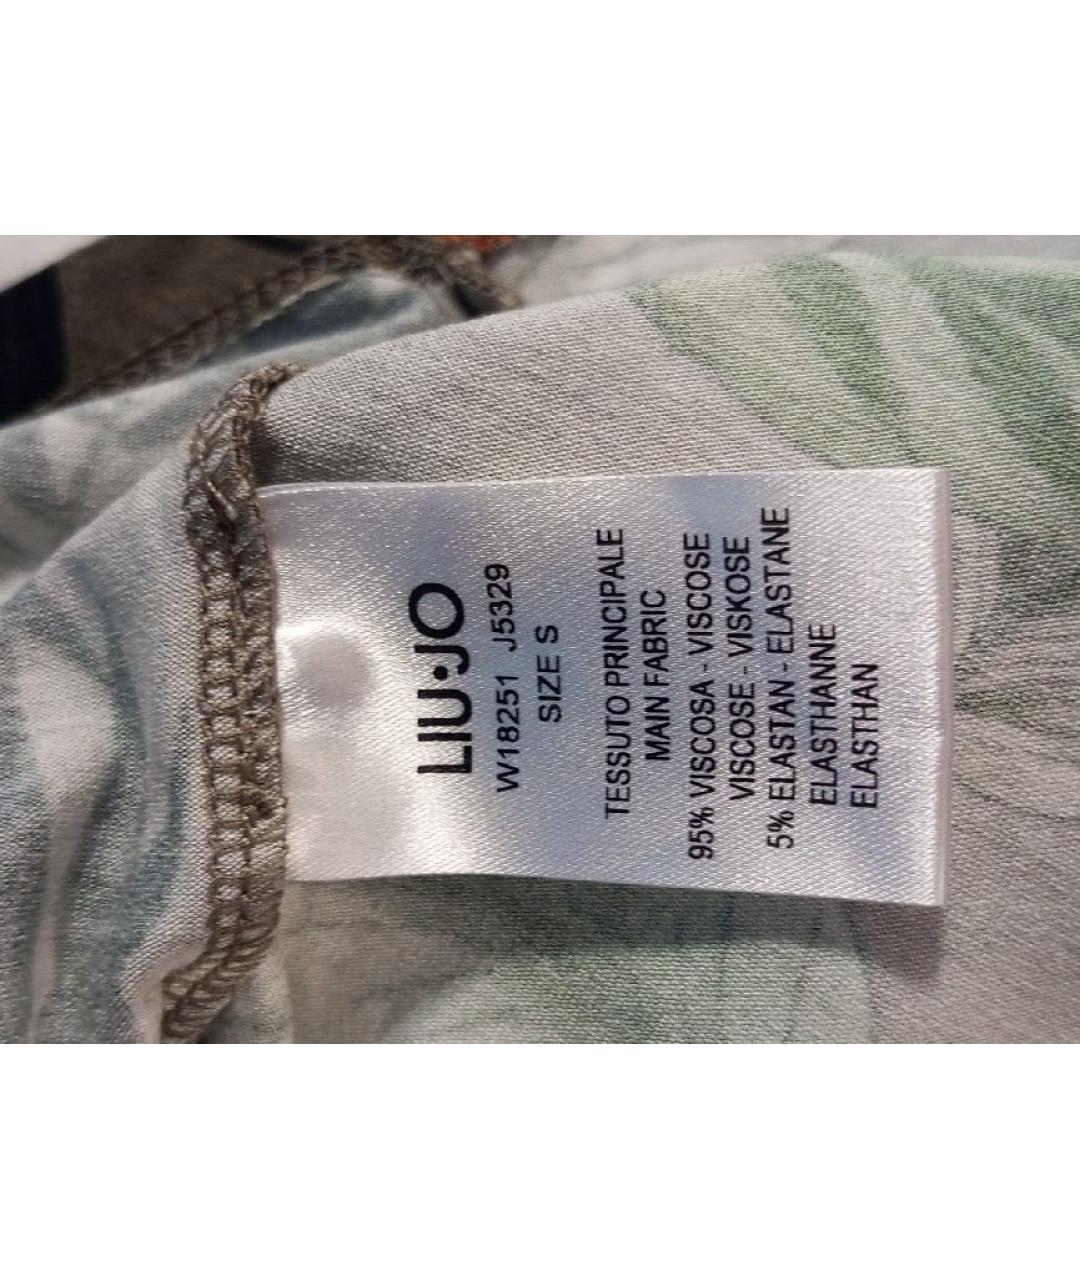 LIU·JO
W18251 J5329
SIZE S
TESSUTO PRINCIPALE
MAIN FABRIC
95% VISCOSA - VISCOSE
VISCOSE - VISKOSE
5% ELASTAN - ELASTANE
ELASTHANNE
ELASTHAN